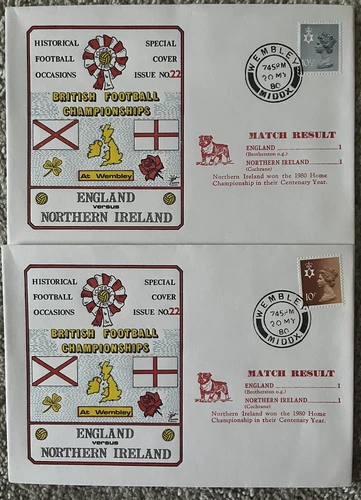 HISTORICAL SPECIAL
FOOTBALL COVER
OCCASIONS ISSUE No.22
BRITISH FOOTBALL
CHAMPIONSHIPS
At Wembley
ENGLAND
versus
NORTHERN IRELAND
WEMBLEY
745PM
20 MY
80
MIDDX
MATCH RESULT
ENGLAND 1
(Brotherston o.g.)
NORTHERN IRELAND 1
(Cochrane)
Northern Ireland won the 1980 Home
Championship in their Centenary Year.
HISTORICAL SPECIAL
FOOTBALL COVER
OCCASIONS ISSUE No.22
BRITISH FOOTBALL
CHAMPIONSHIPS
At Wembley
ENGLAND
versus
NORTHERN IRELAND
WEMBLEY
745PM
20 MY
80
MIDDX
10P
MATCH RESULT
ENGLAND 1
(Brotherston o.g.)
NORTHERN IRELAND 1
(Cochrane)
Northern Ireland won the 1980 Home
Championship in their Centenary Year.